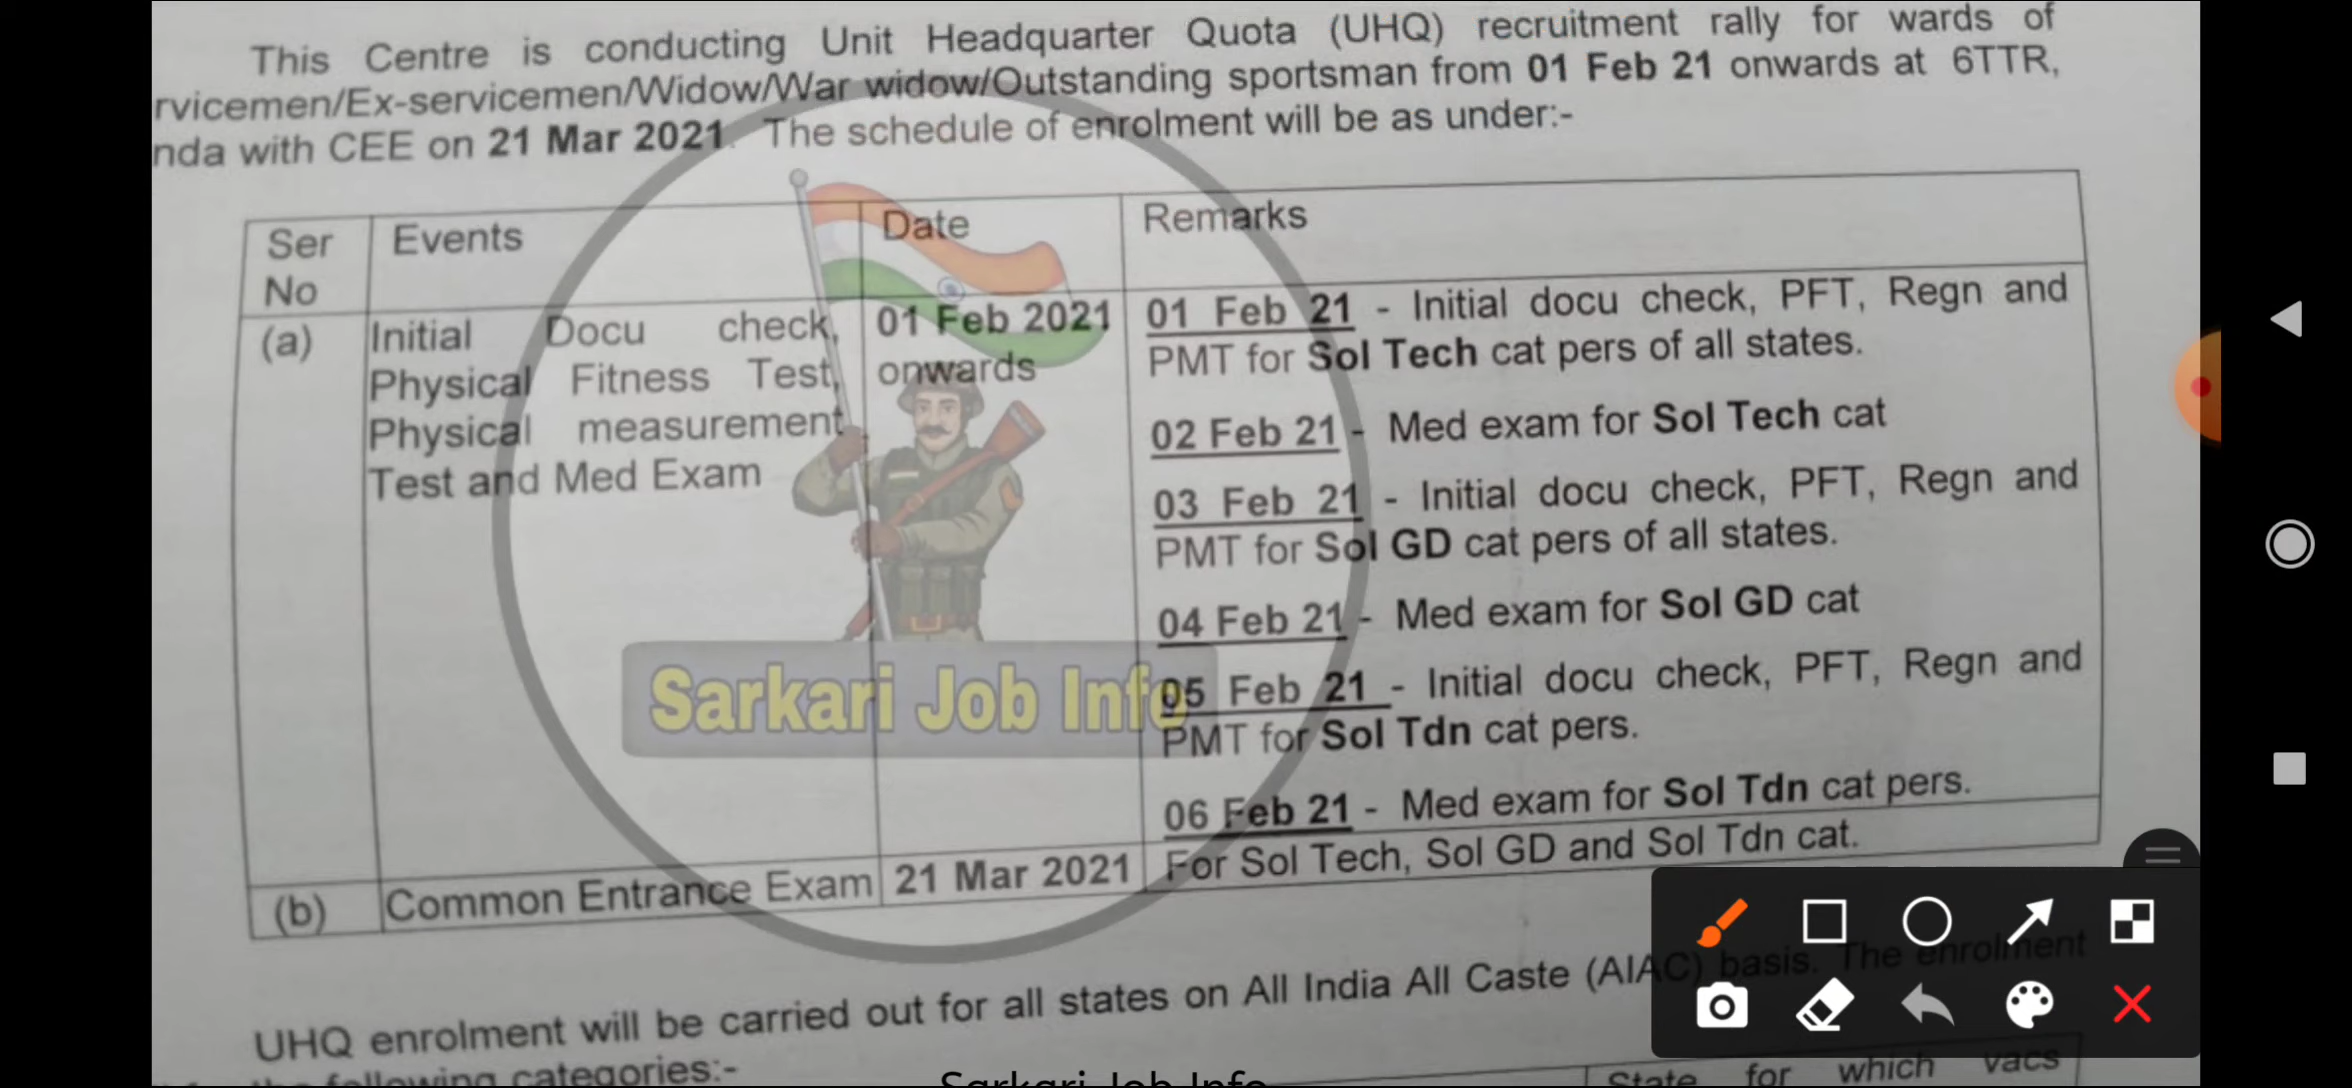 This Centre is conducting Unit Headquarter Quota (UHQ) recruitment rally for wards of
rvicemen/Ex-servicemen/Widow/War widow/Outstanding sportsman from 01 Feb 21 onwards at 6TTR,
nda with CEE on 21 Mar 2021. The schedule of enrolment will be as under:-
Ser No
Events
Date
Remarks
(a)
Initial Docu check,
Physical Fitness Test,
Physical measurement
Test and Med Exam
01 Feb 2021
onwards
01 Feb 21 - Initial docu check, PFT, Regn and
PMT for Sol Tech cat pers of all states.
02 Feb 21 - Med exam for Sol Tech cat
03 Feb 21 - Initial docu check, PFT, Regn and
PMT for Sol GD cat pers of all states.
04 Feb 21 - Med exam for Sol GD cat
05 Feb 21 - Initial docu check, PFT, Regn and
PMT for Sol Tdn cat pers.
06 Feb 21 - Med exam for Sol Tdn cat pers.
(b)
Common Entrance Exam
21 Mar 2021
For Sol Tech, Sol GD and Sol Tdn cat.
Sarkari Job Info
UHQ enrolment will be carried out for all states on All India All Caste (AIAC) basis. The enrolment
the following categories:-
State for which vacs
Sarkari Job Info